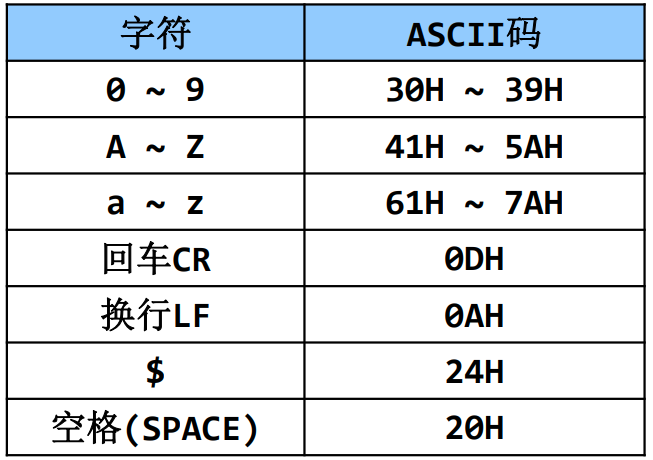 字符 ASCII码
0 ~ 9 30H ~ 39H
A ~ Z 41H ~ 5AH
a ~ z 61H ~ 7AH
回车CR 0DH
换行LF 0AH
$ 24H
空格(SPACE) 20H